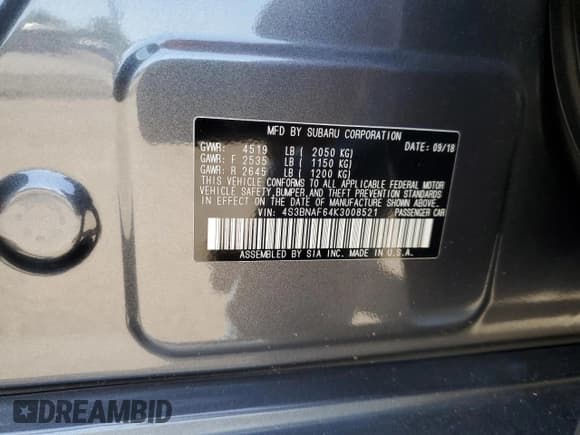 MFD BY SUBARU CORPORATION
GVWR: 4519 LB ( 2050 KG) DATE: 09/18
GAWR: F 2535 LB ( 1150 KG)
GAWR: R 2645 LB ( 1200 KG)
THIS VEHICLE CONFORMS TO ALL APPLICABLE FEDERAL MOTOR
VEHICLE SAFETY,BUMPER,AND THEFT PREVENTION STANDARDS
IN EFFECT ON THE DATE OF MANUFACTURE SHOWN ABOVE.
VIN: 4S3BNAF64K3008521 PASSENGER CAR
ASSEMBLED BY SIA INC. MADE IN U.S.A.
DREAMBID